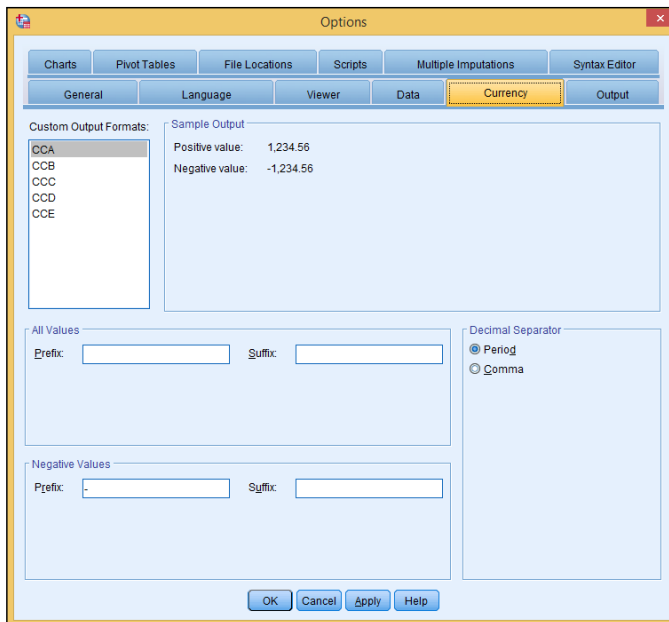 Options
x
Charts Pivot Tables File Locations Scripts Multiple Imputations Syntax Editor
General Language Viewer Data Currency Output
Custom Output Formats:
CCA
CCB
CCC
CCD
CCE
Sample Output
Positive value: 1,234.56
Negative value: -1,234.56
All Values
Prefix: Suffix:
Decimal Separator
Period
Comma
Negative Values
Prefix: - Suffix:
OK Cancel Apply Help